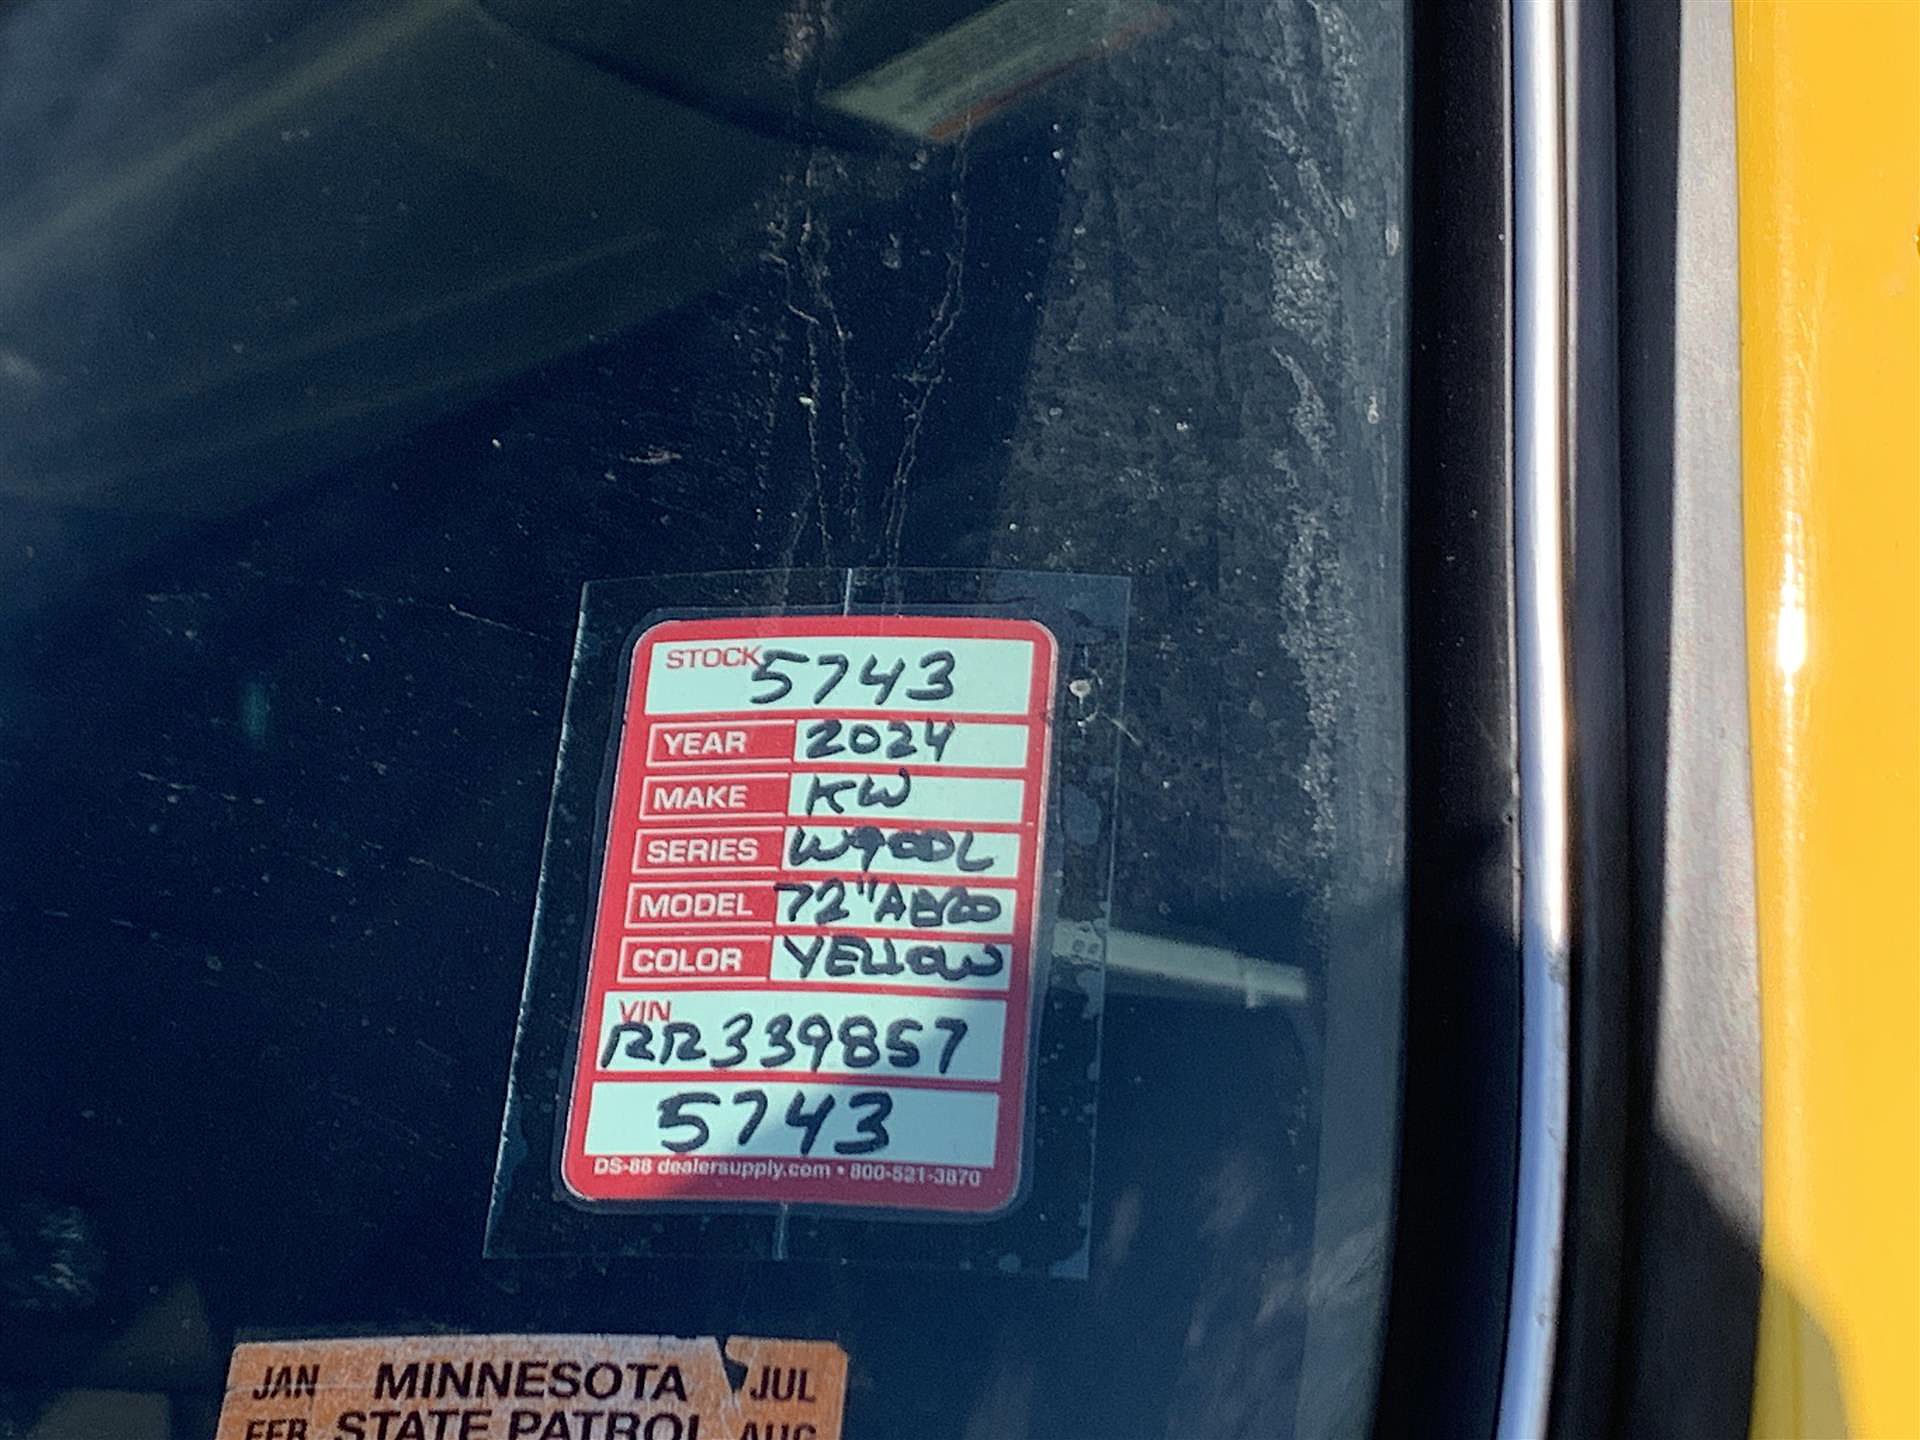 STOCK 5743
YEAR 2024
MAKE KW
SERIES W900L
MODEL 72" AERO
COLOR YELLOW
VIN
RR339857
5743
DS-88 dealersupply.com • 800-521-3870
JAN MINNESOTA JUL
FEB STATE PATROL AUG